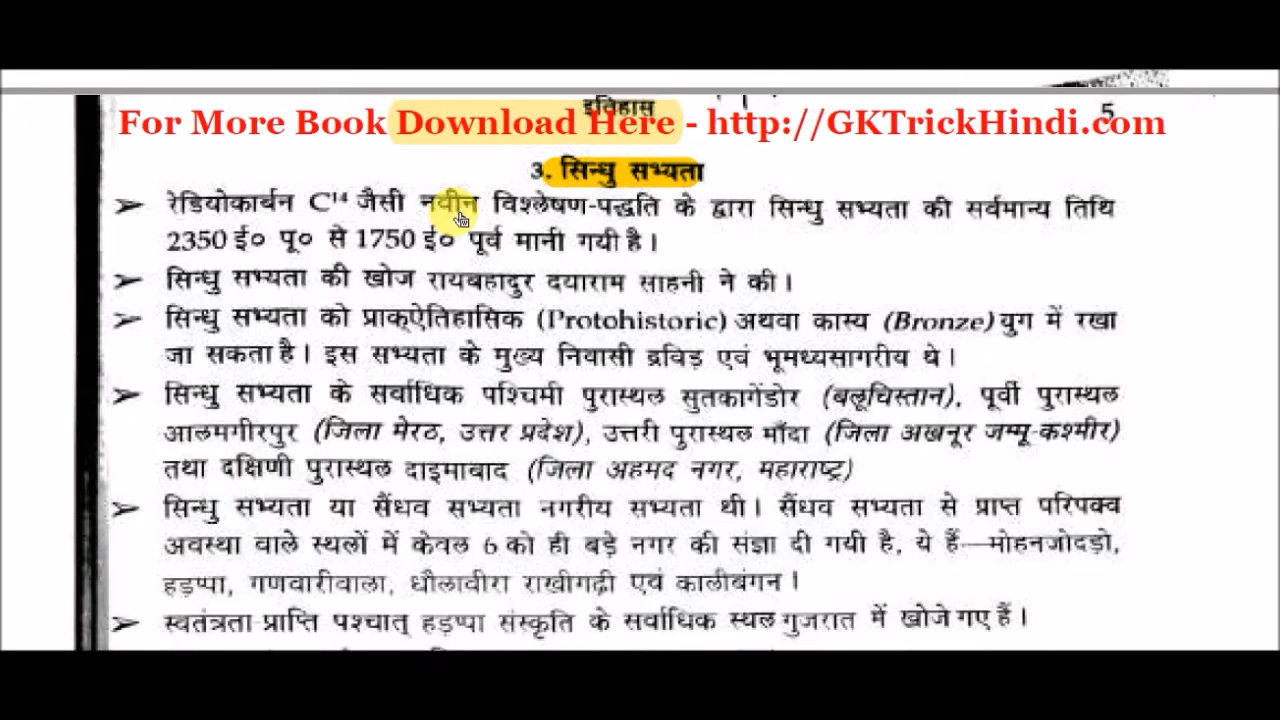 इतिहास
5
For More Book Download Here - http://GKTrickHindi.com
3. सिन्धु सभ्यता
➢ रेडियोकार्बन C¹⁴ जैसी नवीन विश्लेषण-पद्धति के द्वारा सिन्धु सभ्यता की सर्वमान्य तिथि
2350 ई० पू० से 1750 ई० पूर्व मानी गयी है।
➢ सिन्धु सभ्यता की खोज रायबहादुर दयाराम साहनी ने की।
➢ सिन्धु सभ्यता को प्राक्ऐतिहासिक (Protohistoric) अथवा कास्य (Bronze) युग में रखा
जा सकता है। इस सभ्यता के मुख्य निवासी द्रविड़ एवं भूमध्यसागरीय थे।
➢ सिन्धु सभ्यता के सर्वाधिक पश्चिमी पुरास्थल सुतकागेंडोर (बलूचिस्तान), पूर्वी पुरास्थल
आलमगीरपुर (जिला मेरठ, उत्तर प्रदेश), उत्तरी पुरास्थल माँदा (जिला अखनूर जम्मू-कश्मीर)
तथा दक्षिणी पुरास्थल दाइमाबाद (जिला अहमद नगर, महाराष्ट्र)
➢ सिन्धु सभ्यता या सैंधव सभ्यता नगरीय सभ्यता थी। सैंधव सभ्यता से प्राप्त परिपक्व
अवस्था वाले स्थलों में केवल 6 को ही बड़े नगर की संज्ञा दी गयी है, ये हैं—मोहनजोदड़ो,
हड़प्पा, गणवारीवाला, धौलावीरा राखीगढ़ी एवं कालीबंगन।
➢ स्वतंत्रता-प्राप्ति पश्चात् हड़प्पा संस्कृति के सर्वाधिक स्थल गुजरात में खोजे गए हैं।